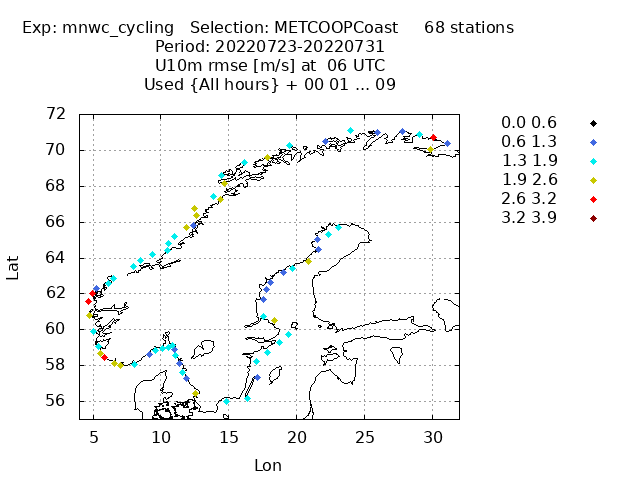 Exp: mnwc_cycling Selection: METCOOPCoast 68 stations
Period: 20220723-20220731
U10m rmse [m/s] at 06 UTC
Used {All hours} + 00 01 ... 09
72
70
68
66
64
62
60
58
56
Lat
5 10 15 20 25 30
Lon
0.0 0.6
0.6 1.3
1.3 1.9
1.9 2.6
2.6 3.2
3.2 3.9